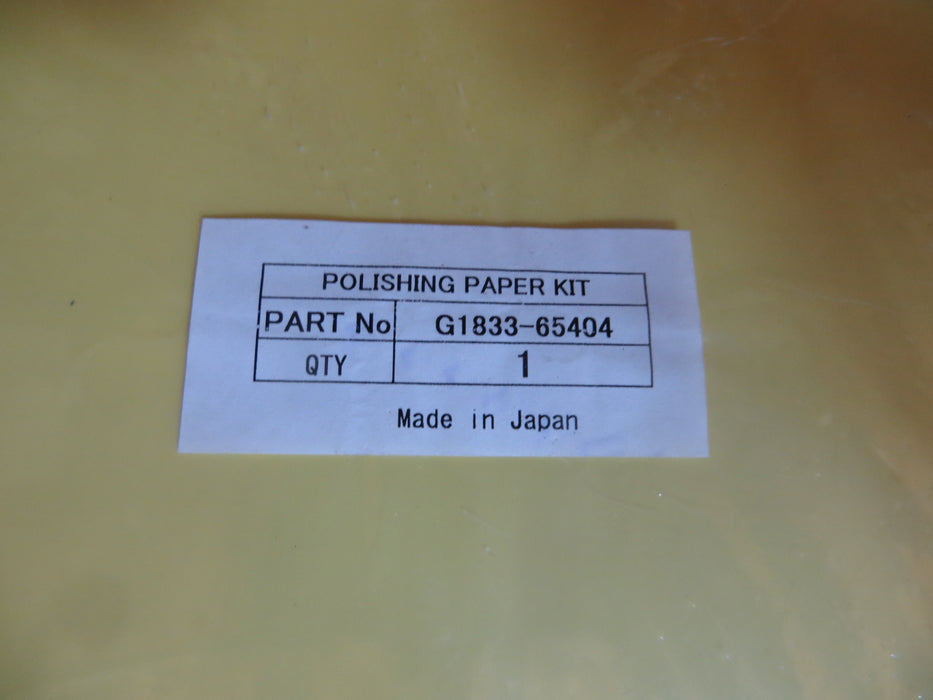 POLISHING PAPER KIT
PART No G1833-65404
QTY 1
Made in Japan